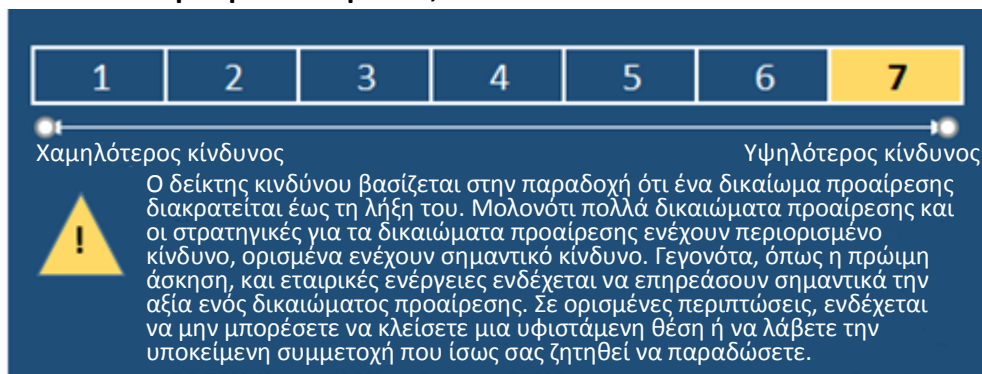 1 2 3 4 5 6 7
Χαμηλότερος κίνδυνος Υψηλότερος κίνδυνος
Ο δείκτης κινδύνου βασίζεται στην παραδοχή ότι ένα δικαίωμα προαίρεσης
διακρατείται έως τη λήξη του. Μολονότι πολλά δικαιώματα προαίρεσης και
οι στρατηγικές για τα δικαιώματα προαίρεσης ενέχουν περιορισμένο
κίνδυνο, ορισμένα ενέχουν σημαντικό κίνδυνο. Γεγονότα, όπως η πρώιμη
άσκηση, και εταιρικές ενέργειες ενδέχεται να επηρεάσουν σημαντικά την
αξία ενός δικαιώματος προαίρεσης. Σε ορισμένες περιπτώσεις, ενδέχεται
να μην μπορέσετε να κλείσετε μια υφιστάμενη θέση ή να λάβετε την
υποκείμενη συμμετοχή που ίσως σας ζητηθεί να παραδώσετε.
!